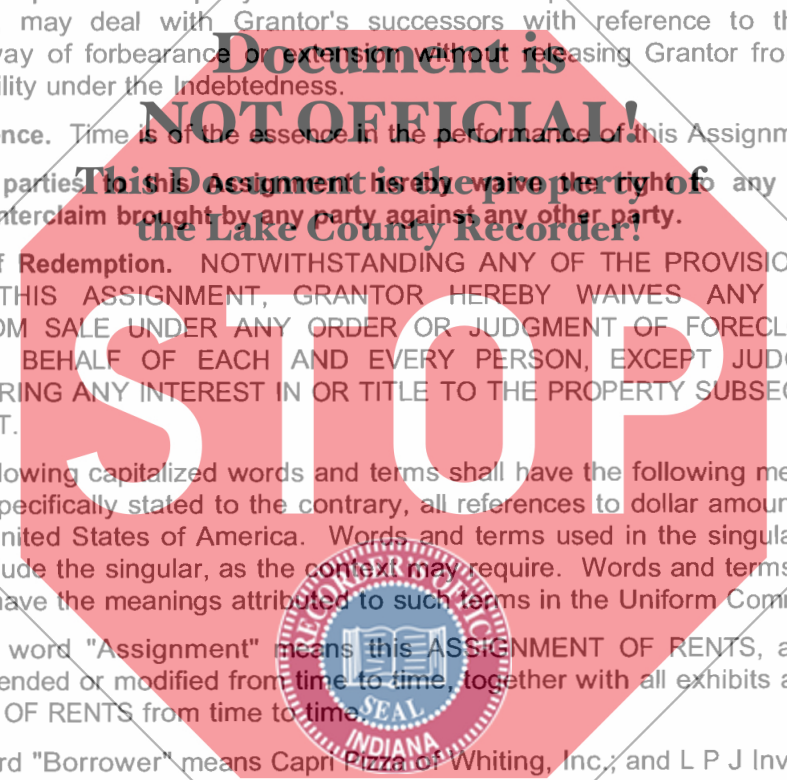 may deal with Grantor's successors with reference to th
vay of forbearance or extension without releasing Grantor fro
ility under the Indebtedness.
Document is
NOT OFFICIAL!
This Document is the property of
the Lake County Recorder!
nce. Time is of the essence in the performance of this Assignm
parties to this Assignment hereby waive the right to any
nterclaim brought by any party against any other party.
f Redemption. NOTWITHSTANDING ANY OF THE PROVISIO
THIS ASSIGNMENT, GRANTOR HEREBY WAIVES ANY
OM SALE UNDER ANY ORDER OR JUDGMENT OF FORECL
BEHALF OF EACH AND EVERY PERSON, EXCEPT JUDG
RING ANY INTEREST IN OR TITLE TO THE PROPERTY SUBSEQ
T.
STOP
lowing capitalized words and terms shall have the following me
pecifically stated to the contrary, all references to dollar amoun
nited States of America. Words and terms used in the singula
ude the singular, as the context may require. Words and terms
have the meanings attributed to such terms in the Uniform Comm
word "Assignment" means this ASSIGNMENT OF RENTS, a
ended or modified from time to time, together with all exhibits a
OF RENTS from time to time.
RECORDER'S OFFICE
SEAL
INDIANA
rd "Borrower" means Capri Pizza of Whiting, Inc.; and L P J Inv